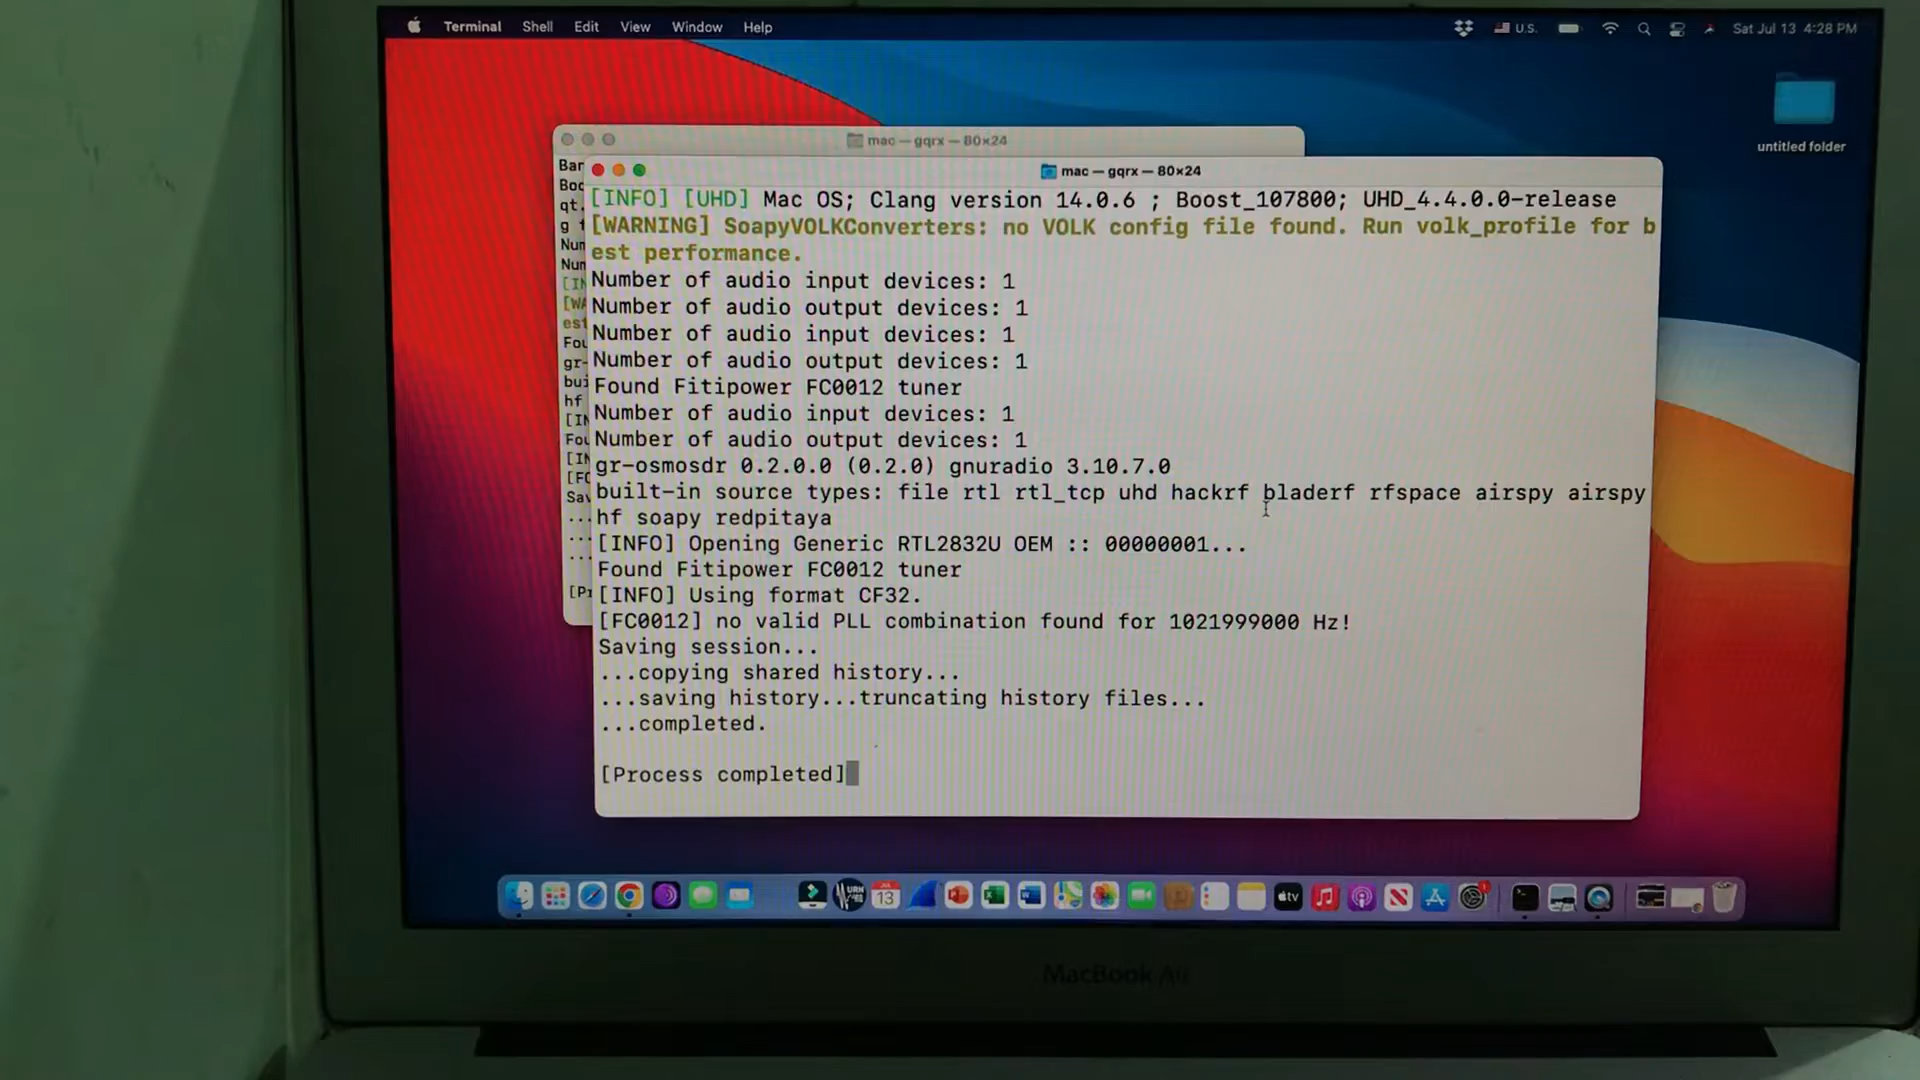 Terminal Shell Edit View Window Help
U.S. Sat Jul 13 4:28 PM
untitled folder
mac — gqrx — 80×24
mac — gqrx — 80×24
[INFO] [UHD] Mac OS; Clang version 14.0.6 ; Boost_107800; UHD_4.4.0.0-release
[WARNING] SoapyVOLKConverters: no VOLK config file found. Run volk_profile for b
est performance.
Number of audio input devices: 1
Number of audio output devices: 1
Number of audio input devices: 1
Number of audio output devices: 1
Found Fitipower FC0012 tuner
Number of audio input devices: 1
Number of audio output devices: 1
gr-osmosdr 0.2.0.0 (0.2.0) gnuradio 3.10.7.0
built-in source types: file rtl rtl_tcp uhd hackrf bladerf rfspace airspy airspy
hf soapy redpitaya
[INFO] Opening Generic RTL2832U OEM :: 00000001...
Found Fitipower FC0012 tuner
[INFO] Using format CF32.
[FC0012] no valid PLL combination found for 1021999000 Hz!
Saving session...
...copying shared history...
...saving history...truncating history files...
...completed.
[Process completed]
13
tv
MacBook Air